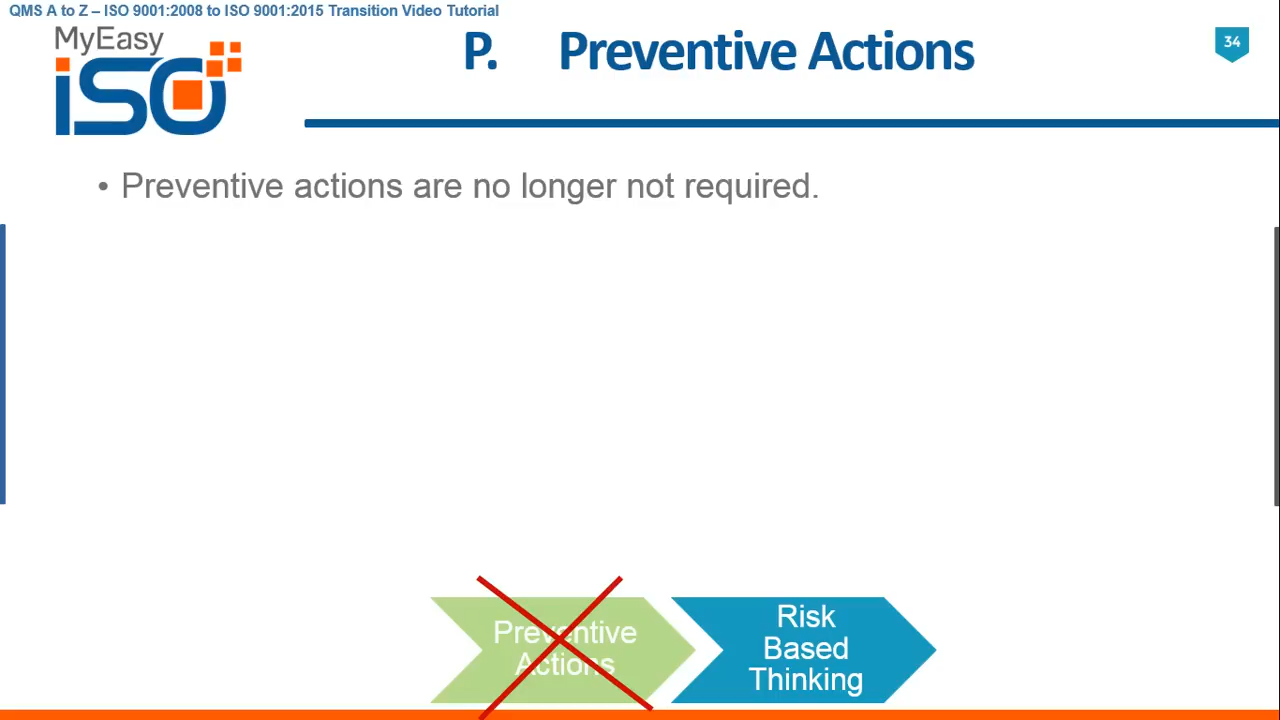 QMS A to Z – ISO 9001:2008 to ISO 9001:2015 Transition Video Tutorial
MyEasy
iSO
P. Preventive Actions
34
• Preventive actions are no longer not required.
Preventive
Actions
Risk
Based
Thinking